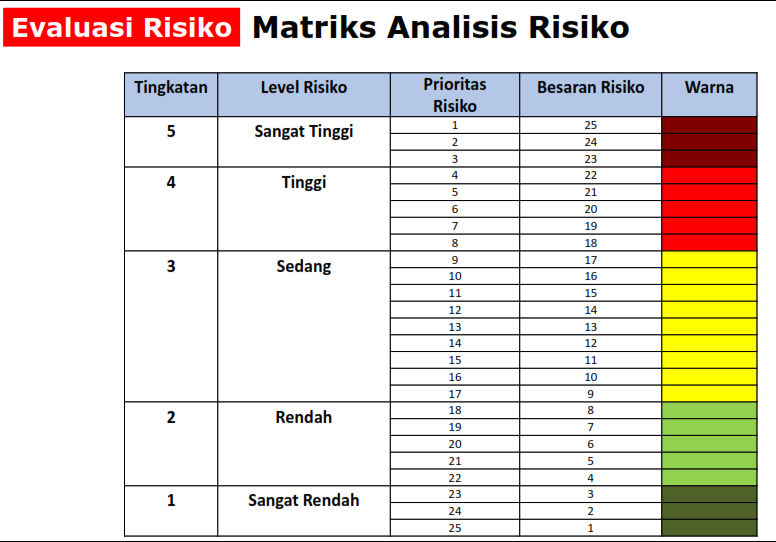 Evaluasi Risiko Matriks Analisis Risiko
Tingkatan Level Risiko Prioritas Risiko Besaran Risiko Warna
5 Sangat Tinggi 1 25
2 24
3 23
4 Tinggi 4 22
5 21
6 20
7 19
8 18
3 Sedang 9 17
10 16
11 15
12 14
13 13
14 12
15 11
16 10
17 9
2 Rendah 18 8
19 7
20 6
21 5
22 4
1 Sangat Rendah 23 3
24 2
25 1